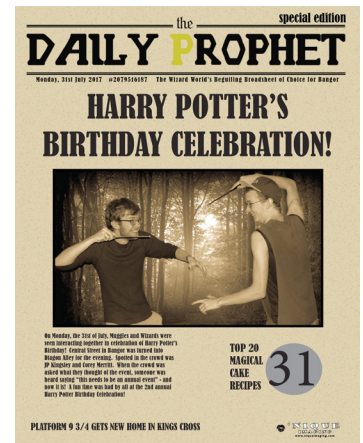 special edition
the
DAILY PROPHET
Monday, 31st July 2017 #2079516187 The Wizard World's Beguiling Broadsheet of Choice for Bangor
HARRY POTTER'S
BIRTHDAY CELEBRATION!
On Monday, the 31st of July, Muggles and Wizards were
seen interacting together in celebration of Harry Potter's
Birthday! Central Street in Bangor was turned into
Diagon Alley for the evening. Spotted in the crowd was
JP Kingsley and Corey Merrill. When the crowd was
asked what they thought of the event, someone was
heard saying "this needs to be an annual event" - and
now it is! A fun time was had by all at the 2nd annual
Harry Potter Birthday Celebration!
TOP 20
MAGICAL
CAKE
RECIPES
31
PLATFORM 9 3/4 GETS NEW HOME IN KINGS CROSS